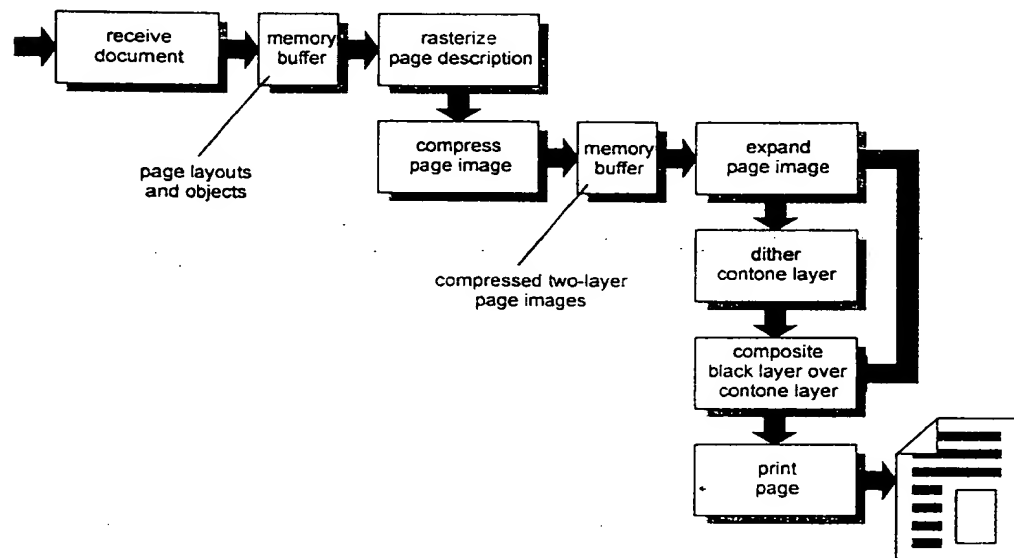 receive
document
memory
buffer
rasterize
page description
page layouts
and objects
compress
page image
memory
buffer
expand
page image
compressed two-layer
page images
dither
contone layer
composite
black layer over
contone layer
print
page